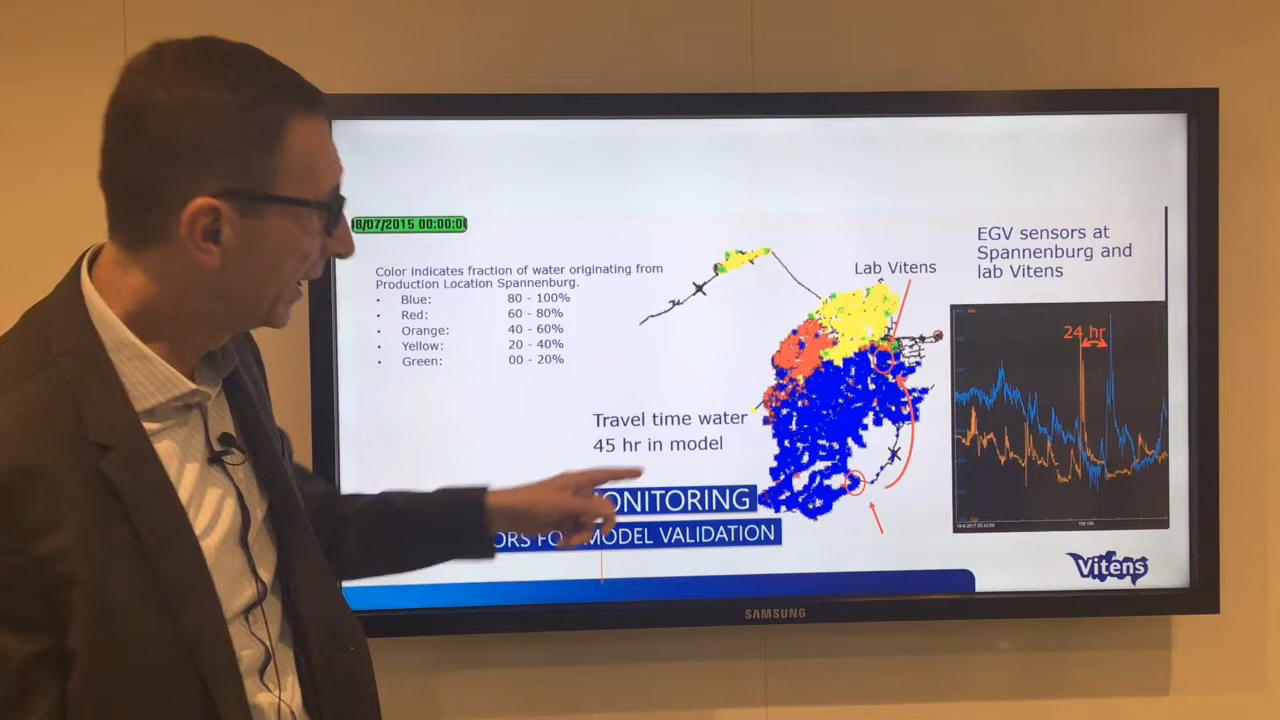 8/07/2015 00:00:00
Color indicates fraction of water originating from
Production Location Spannenburg.
• Blue: 80 - 100%
• Red: 60 - 80%
• Orange: 40 - 60%
• Yellow: 20 - 40%
• Green: 00 - 20%
Lab Vitens
EGV sensors at
Spannenburg and
lab Vitens
24 hr
Travel time water
45 hr in model
ONITORING
ORS FO MODEL VALIDATION
Vitens
SAMSUNG